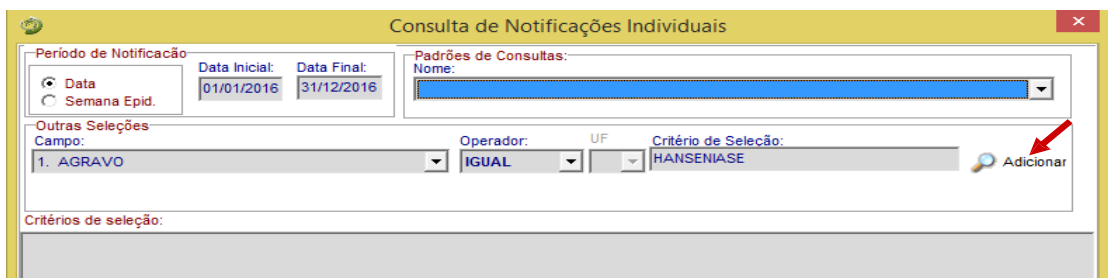 Consulta de Notificações Individuais
Período de Notificacão
Data
Semana Epid.
Data Inicial:
01/01/2016
Data Final:
31/12/2016
Padrões de Consultas:
Nome:
Outras Seleções
Campo:
1. AGRAVO
Operador:
IGUAL
UF
Critério de Seleção:
HANSENIASE
Adicionar
Critérios de seleção: